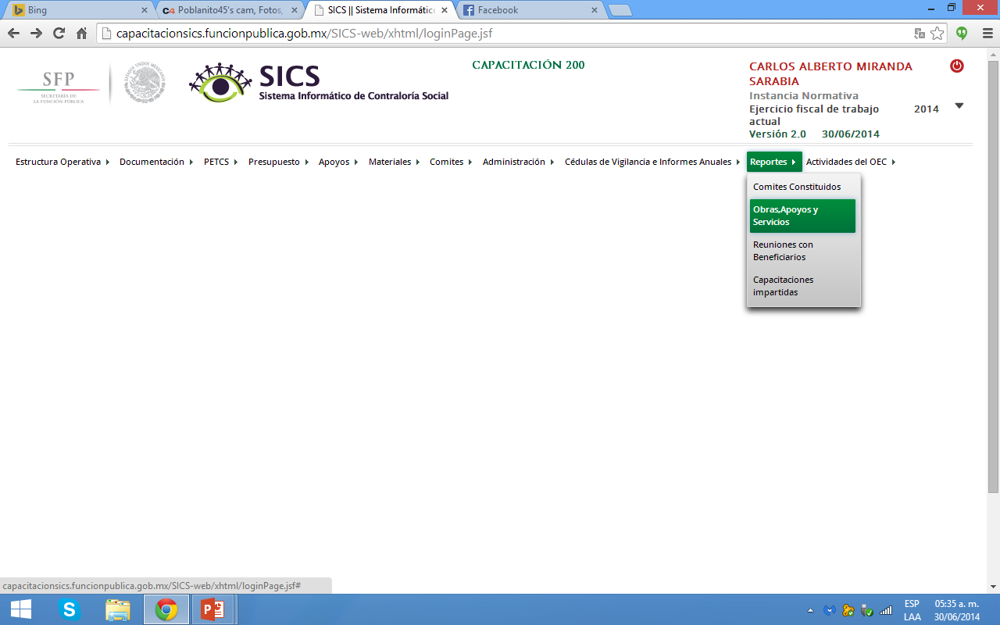 Bing
Poblanito45's cam, Fotos,
SICS || Sistema Informátic
Facebook
capacitacionsics.funcionpublica.gob.mx/SICS-web/xhtml/loginPage.jsf
SFP
SECRETARÍA DE
LA FUNCIÓN PÚBLICA
ESTADOS UNIDOS MEXICANOS
SICS
Sistema Informático de Contraloría Social
CAPACITACIÓN 200
CARLOS ALBERTO MIRANDA
SARABIA
Instancia Normativa
Ejercicio fiscal de trabajo 2014
actual
Versión 2.0 30/06/2014
Estructura Operativa Documentación PETCS Presupuesto Apoyos Materiales Comites Administración Cédulas de Vigilancia e Informes Anuales Reportes Actividades del OEC
Comites Constituidos
Obras,Apoyos y
Servicios
Reuniones con
Beneficiarios
Capacitaciones
impartidas
capacitacionsics.funcionpublica.gob.mx/SICS-web/xhtml/loginPage.jsf#
ESP 05:35 a. m.
LAA 30/06/2014